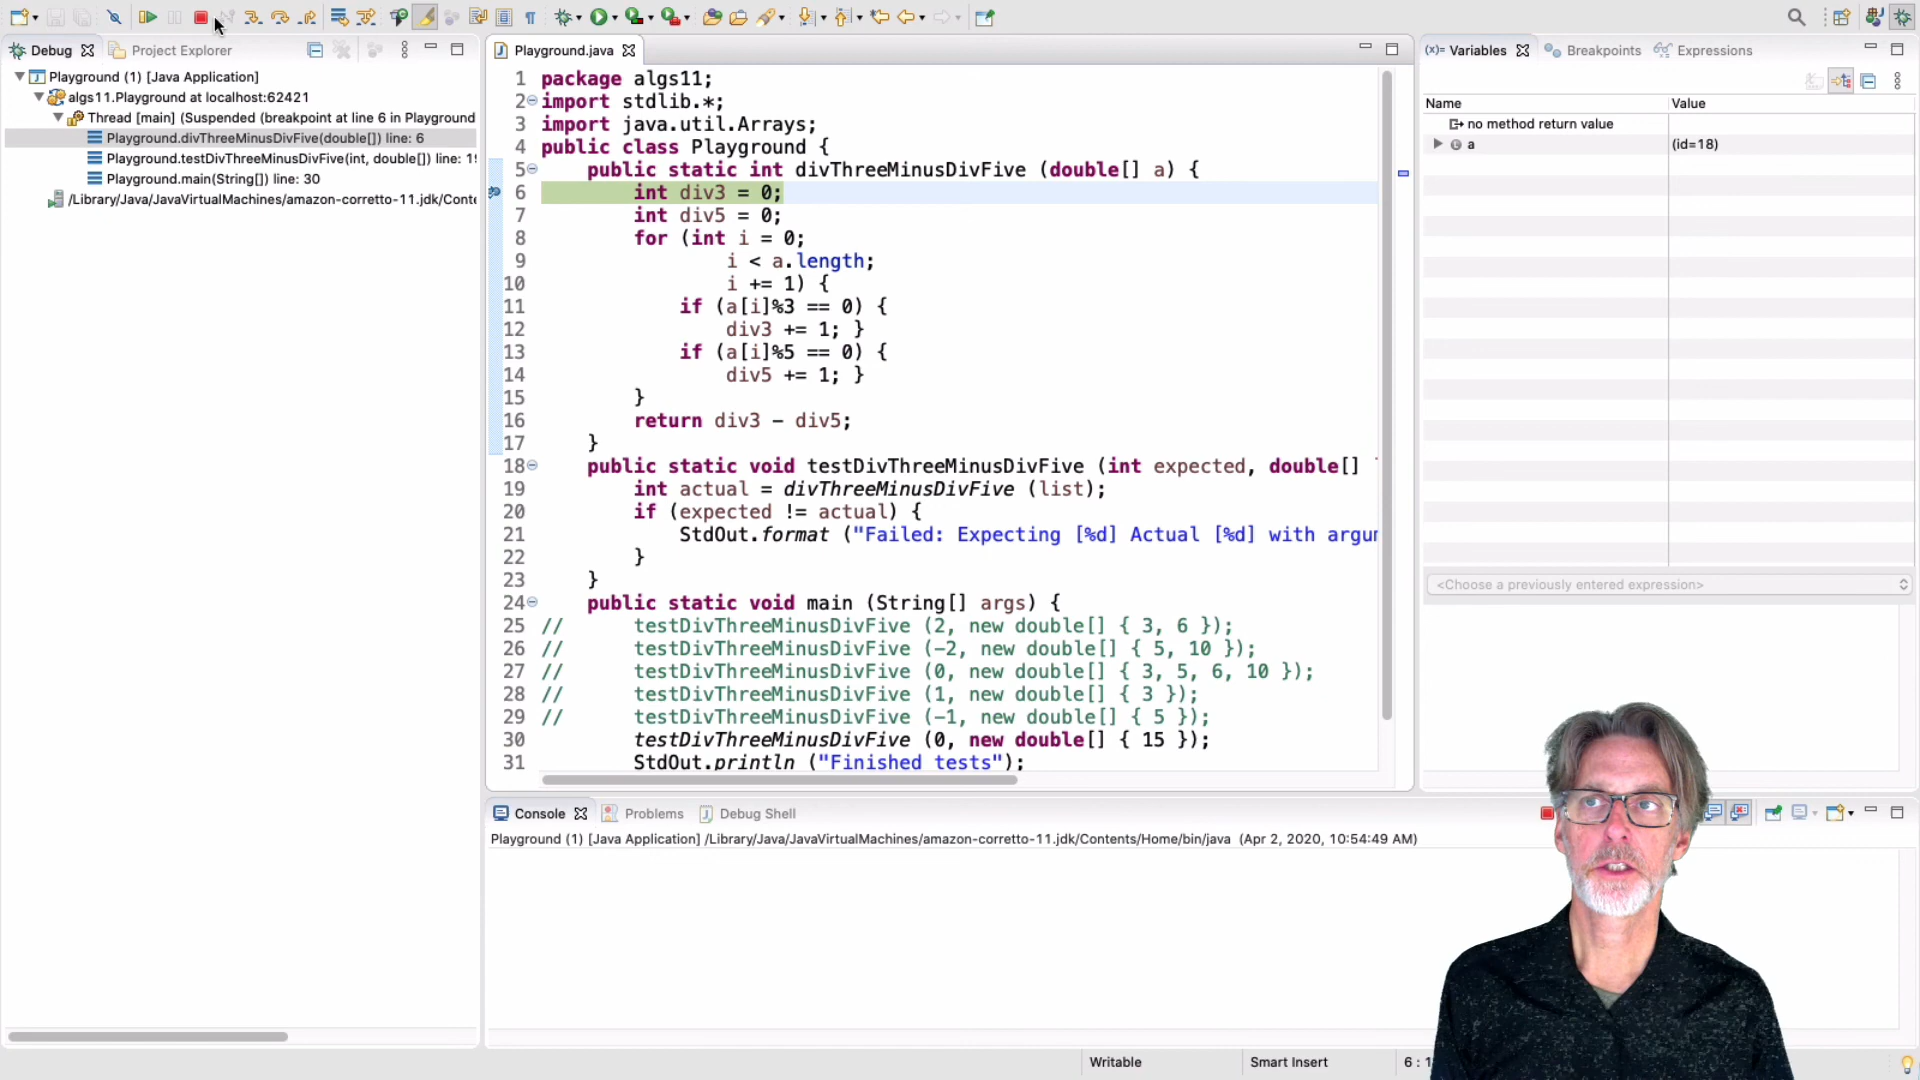 Debug
Project Explorer
Playground (1) [Java Application]
algs11.Playground at localhost:62421
Thread [main] (Suspended (breakpoint at line 6 in Playground
Playground.divThreeMinusDivFive(double[]) line: 6
Playground.testDivThreeMinusDivFive(int, double[]) line: 19
Playground.main(String[]) line: 30
/Library/Java/JavaVirtualMachines/amazon-corretto-11.jdk/Conte
Playground.java
1 package algs11;
2 import stdlib.*;
3 import java.util.Arrays;
4 public class Playground {
5 public static int divThreeMinusDivFive (double[] a) {
6 int div3 = 0;
7 int div5 = 0;
8 for (int i = 0;
9 i < a.length;
10 i += 1) {
11 if (a[i]%3 == 0) {
12 div3 += 1; }
13 if (a[i]%5 == 0) {
14 div5 += 1; }
15 }
16 return div3 - div5;
17 }
18 public static void testDivThreeMinusDivFive (int expected, double[]
19 int actual = divThreeMinusDivFive (list);
20 if (expected != actual) {
21 StdOut.format ("Failed: Expecting [%d] Actual [%d] with argum
22 }
23 }
24 public static void main (String[] args) {
25 // testDivThreeMinusDivFive (2, new double[] { 3, 6 });
26 // testDivThreeMinusDivFive (-2, new double[] { 5, 10 });
27 // testDivThreeMinusDivFive (0, new double[] { 3, 5, 6, 10 });
28 // testDivThreeMinusDivFive (1, new double[] { 3 });
29 // testDivThreeMinusDivFive (-1, new double[] { 5 });
30 testDivThreeMinusDivFive (0, new double[] { 15 });
31 StdOut.println ("Finished tests");
(x)= Variables
Breakpoints
Expressions
Name Value
no method return value
a (id=18)
<Choose a previously entered expression>
Console
Problems
Debug Shell
Playground (1) [Java Application] /Library/Java/JavaVirtualMachines/amazon-corretto-11.jdk/Contents/Home/bin/java (Apr 2, 2020, 10:54:49 AM)
Writable
Smart Insert
6 : 1